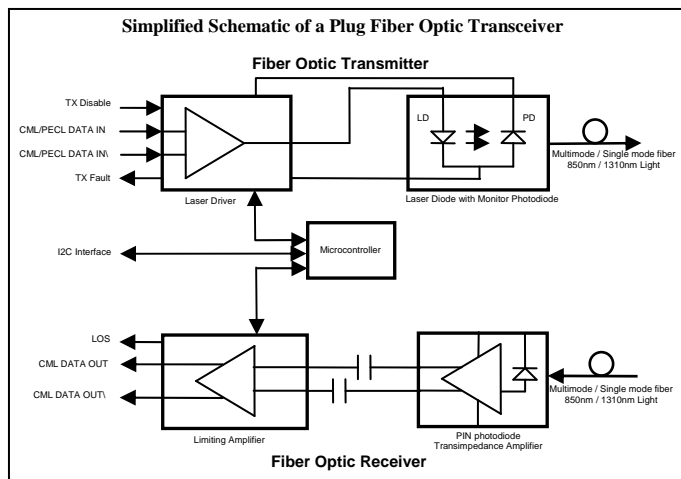 Simplified Schematic of a Plug Fiber Optic Transceiver
Fiber Optic Transmitter
TX Disable
CML/PECL DATA IN
CML/PECL DATA IN\
TX Fault
Laser Driver
LD
PD
Laser Diode with Monitor Photodiode
Multimode / Single mode fiber
850nm / 1310nm Light
I2C Interface
Microcontroller
LOS
CML DATA OUT
CML DATA OUT\
Limiting Amplifier
PIN photodiode
Transimpedance Amplifier
Multimode / Single mode fiber
850nm / 1310nm Light
Fiber Optic Receiver